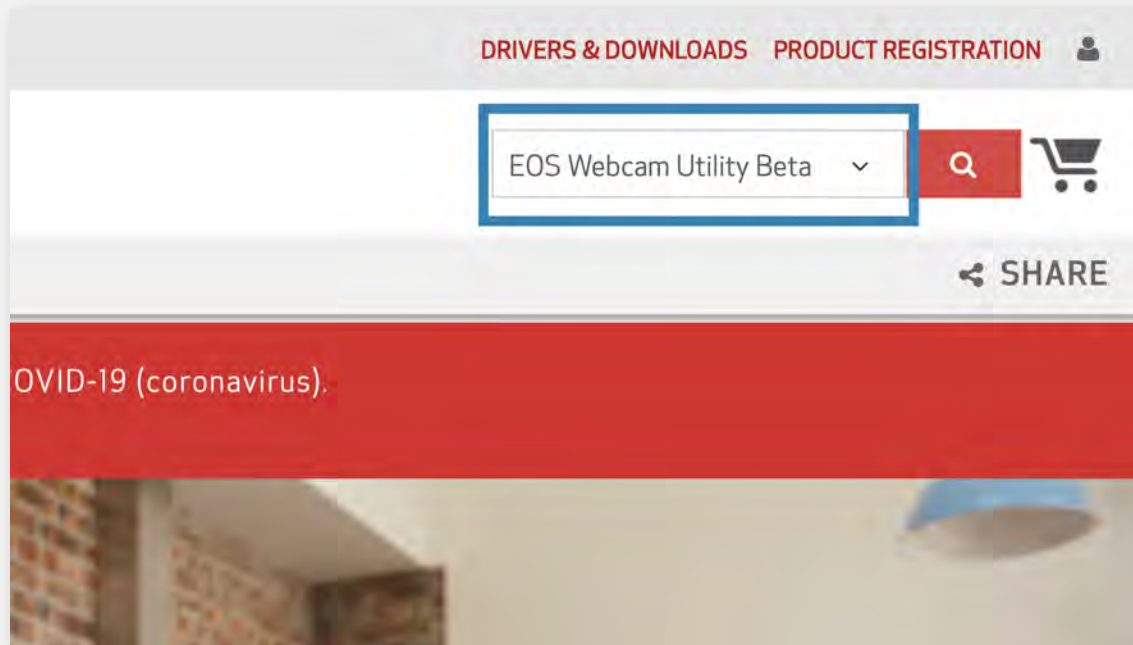 DRIVERS & DOWNLOADS PRODUCT REGISTRATION
EOS Webcam Utility Beta
SHARE
OVID-19 (coronavirus).